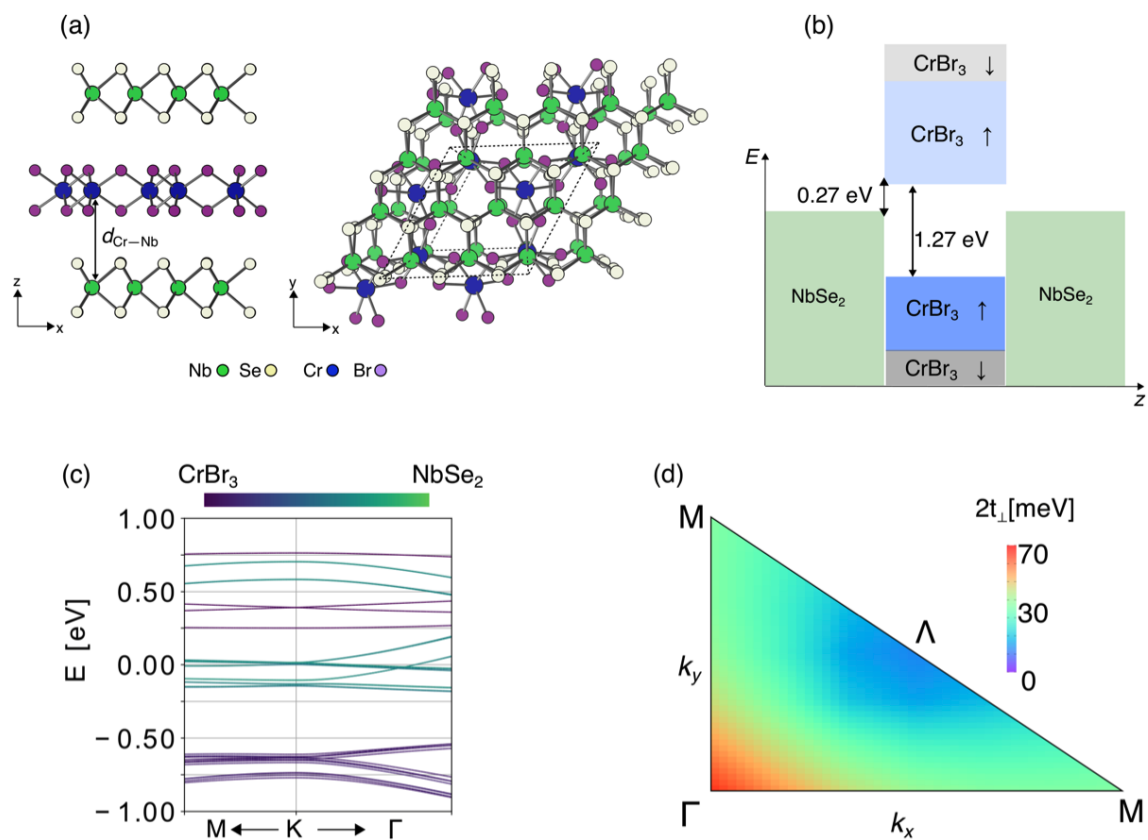 (a)
d_Cr–Nb
z
x
y
x
Nb Se Cr Br
(b)
E
CrBr₃ ↓
CrBr₃ ↑
0.27 eV
1.27 eV
NbSe₂
CrBr₃ ↑
NbSe₂
CrBr₃ ↓
z
(c)
CrBr₃ NbSe₂
E [eV]
1.00
0.50
0.00
− 0.50
− 1.00
M K Γ
(d)
M
2t⊥[meV]
70
30
0
Λ
k_y
Γ
k_x
M